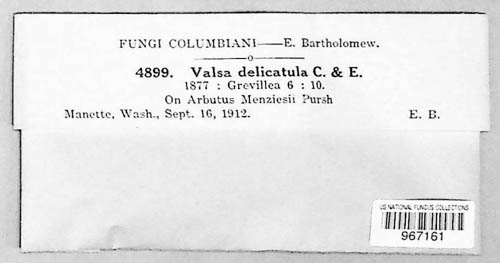 FUNGI COLUMBIANI——E. Bartholomew.
4899. Valsa delicatula C. & E.
1877 : Grevillea 6 : 10.
On Arbutus Menziesii Pursh
Manette, Wash., Sept. 16, 1912. E. B.
US NATIONAL FUNGUS COLLECTIONS
967161